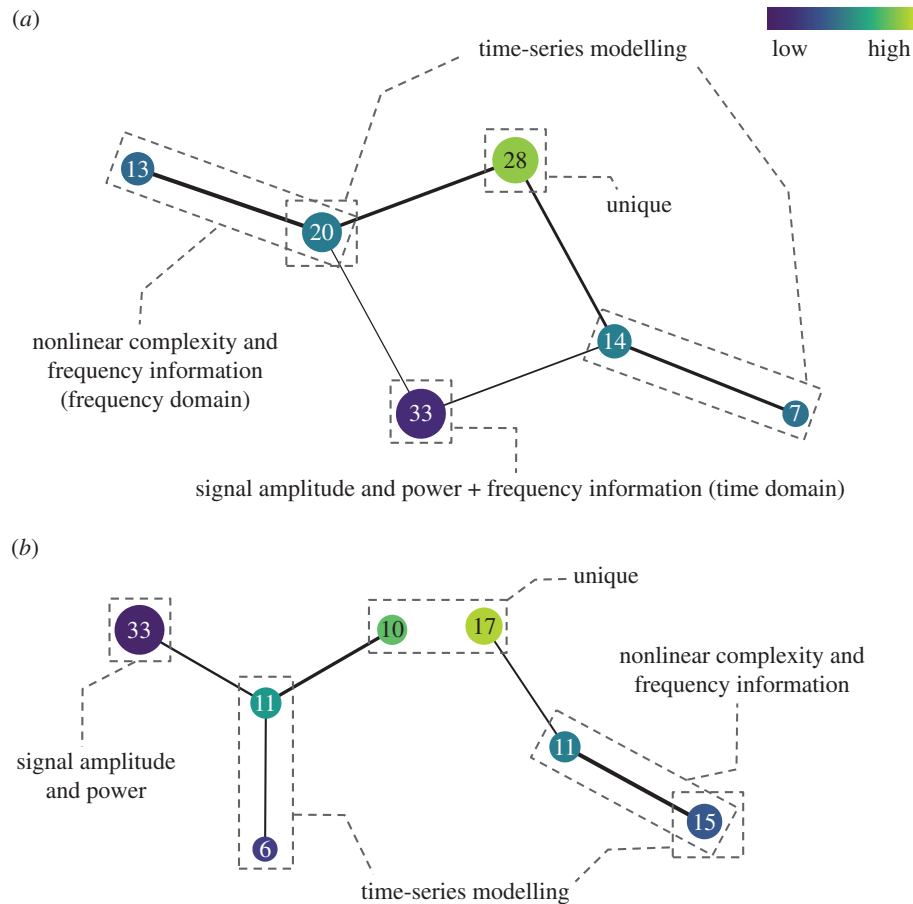 (a)
low high
time-series modelling
13
28
20
unique
14
nonlinear complexity and
frequency information
(frequency domain)
33
7
signal amplitude and power + frequency information (time domain)
(b)
unique
33
10
17
nonlinear complexity and
frequency information
11
11
signal amplitude
and power
15
6
time-series modelling